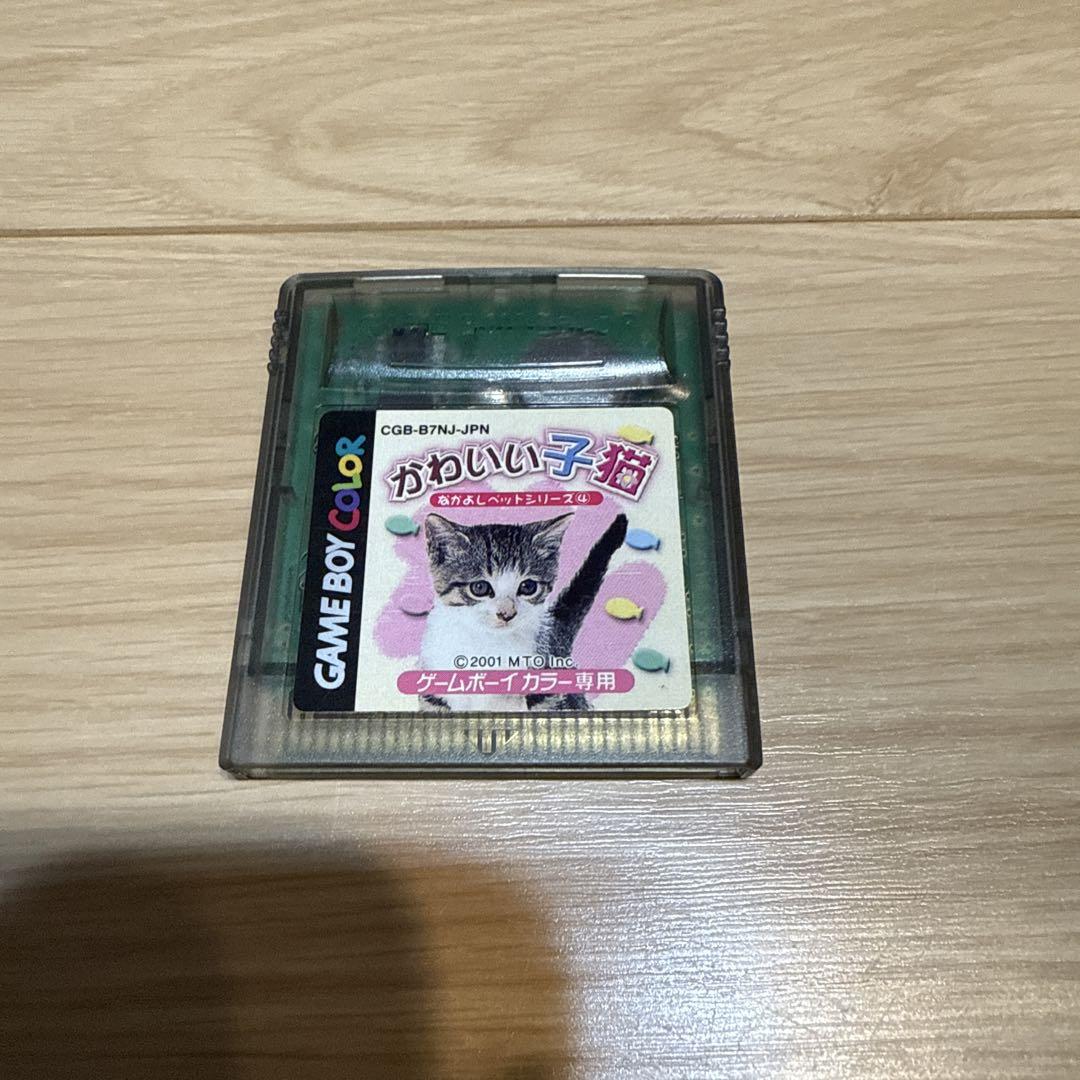 CGB-B7NJ-JPN
かわいい子猫
なかよしペットシリーズ④
GAME BOY COLOR
©2001 MTO Inc.
ゲームボーイカラー専用